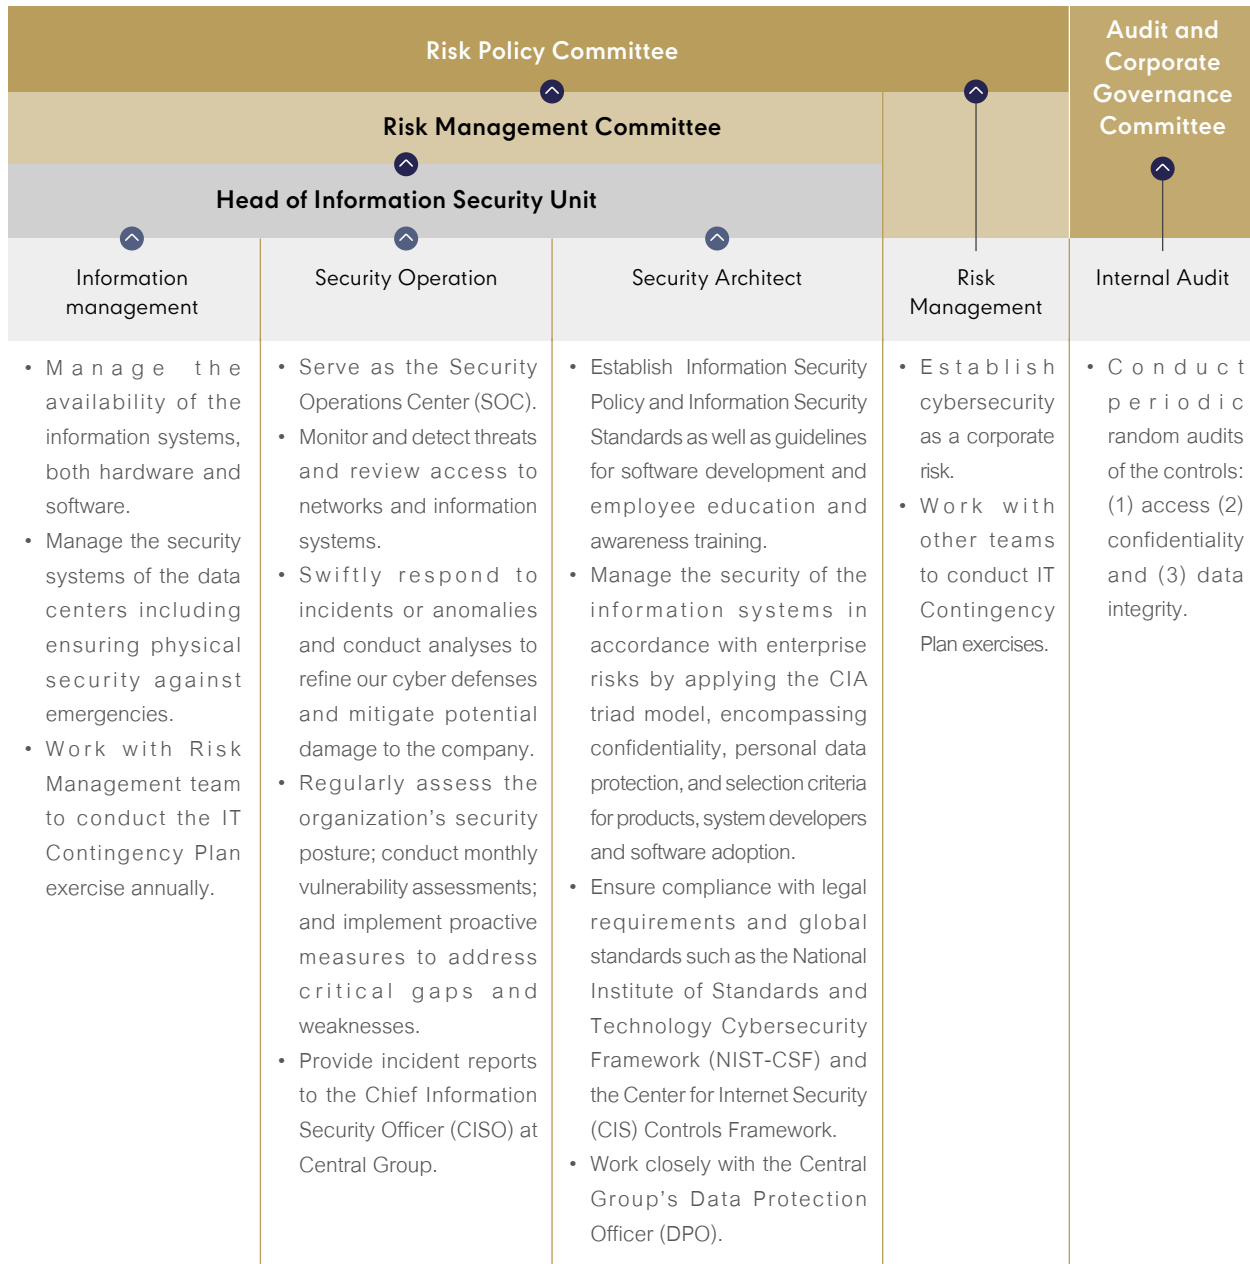 Risk Policy Committee
Audit and
Corporate
Governance
Committee
Risk Management Committee
Head of Information Security Unit
Information
management
Security Operation
Security Architect
Risk
Management
Internal Audit
• Manage the
availability of the
information systems,
both hardware and
software.
• Manage the security
systems of the data
centers including
ensuring physical
security against
emergencies.
• Work with Risk
Management team
to conduct the IT
Contingency Plan
exercise annually.
• Serve as the Security
Operations Center (SOC).
• Monitor and detect threats
and review access to
networks and information
systems.
• Swiftly respond to
incidents or anomalies
and conduct analyses to
refine our cyber defenses
and mitigate potential
damage to the company.
• Regularly assess the
organization's security
posture; conduct monthly
vulnerability assessments;
and implement proactive
measures to address
critical gaps and
weaknesses.
• Provide incident reports
to the Chief Information
Security Officer (CISO) at
Central Group.
• Establish Information Security
Policy and Information Security
Standards as well as guidelines
for software development and
employee education and
awareness training.
• Manage the security of the
information systems in
accordance with enterprise
risks by applying the CIA
triad model, encompassing
confidentiality, personal data
protection, and selection criteria
for products, system developers
and software adoption.
• Ensure compliance with legal
requirements and global
standards such as the National
Institute of Standards and
Technology Cybersecurity
Framework (NIST-CSF) and
the Center for Internet Security
(CIS) Controls Framework.
• Work closely with the Central
Group's Data Protection
Officer (DPO).
• Establish
cybersecurity
as a corporate
risk.
• Work with
other teams
to conduct IT
Contingency
Plan exercises.
• Conduct
periodic
random audits
of the controls:
(1) access (2)
confidentiality
and (3) data
integrity.